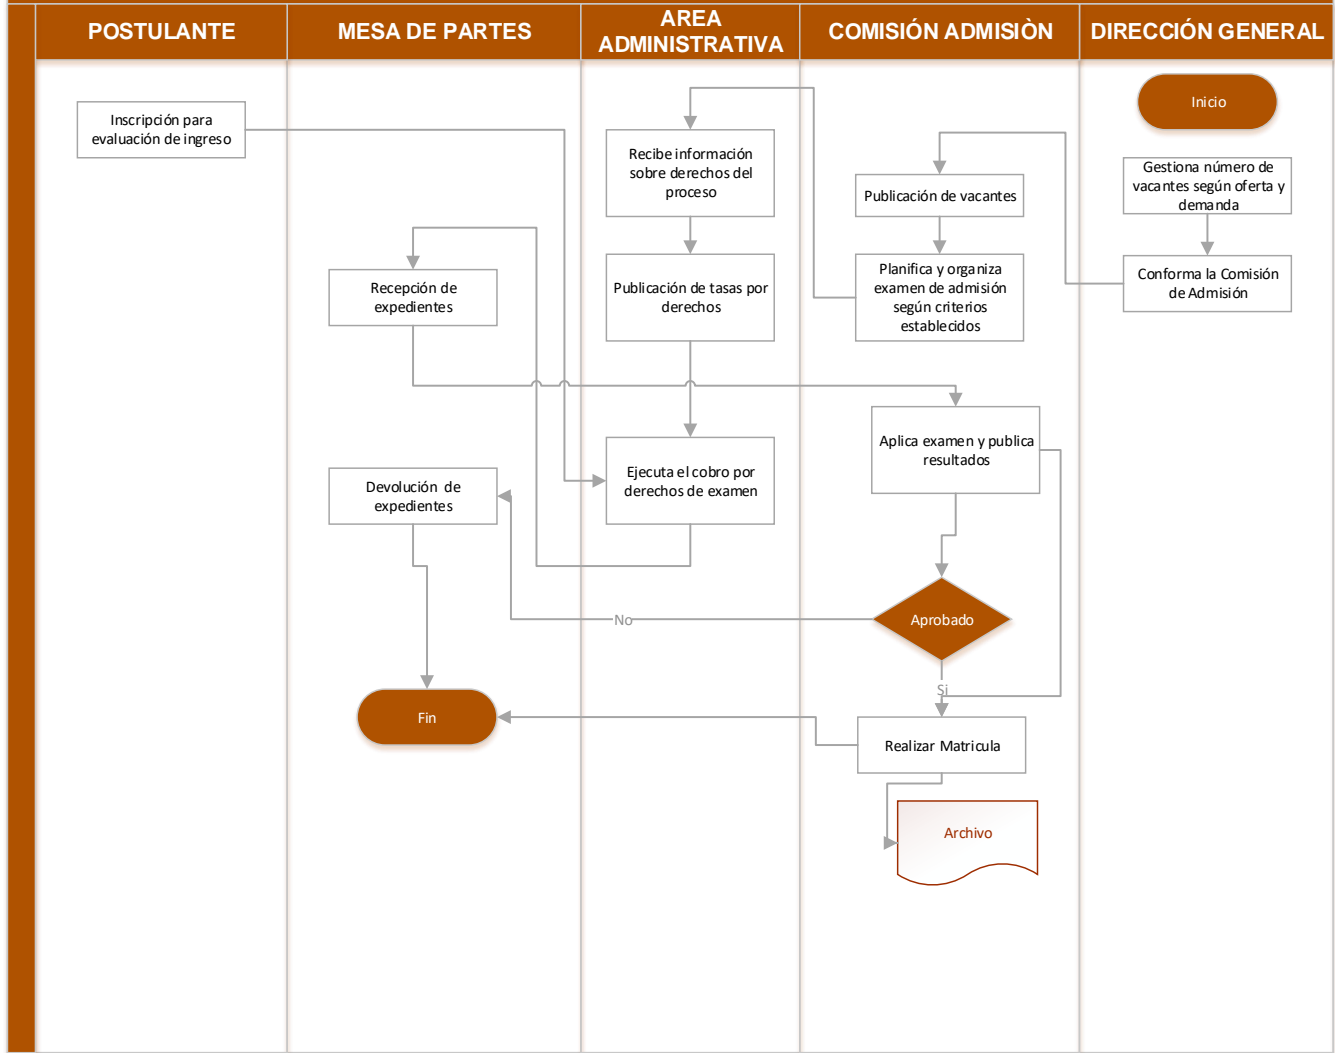 POSTULANTE
MESA DE PARTES
AREA
ADMINISTRATIVA
COMISIÓN ADMISIÒN
DIRECCIÓN GENERAL
Inscripción para
evaluación de ingreso
Recepción de
expedientes
Devolución de
expedientes
Fin
Recibe información
sobre derechos del
proceso
Publicación de tasas por
derechos
Ejecuta el cobro por
derechos de examen
No
Publicación de vacantes
Planifica y organiza
examen de admisión
según criterios
establecidos
Aplica examen y publica
resultados
Aprobado
Si
Realizar Matricula
Archivo
Inicio
Gestiona número de
vacantes según oferta y
demanda
Conforma la Comisión
de Admisión